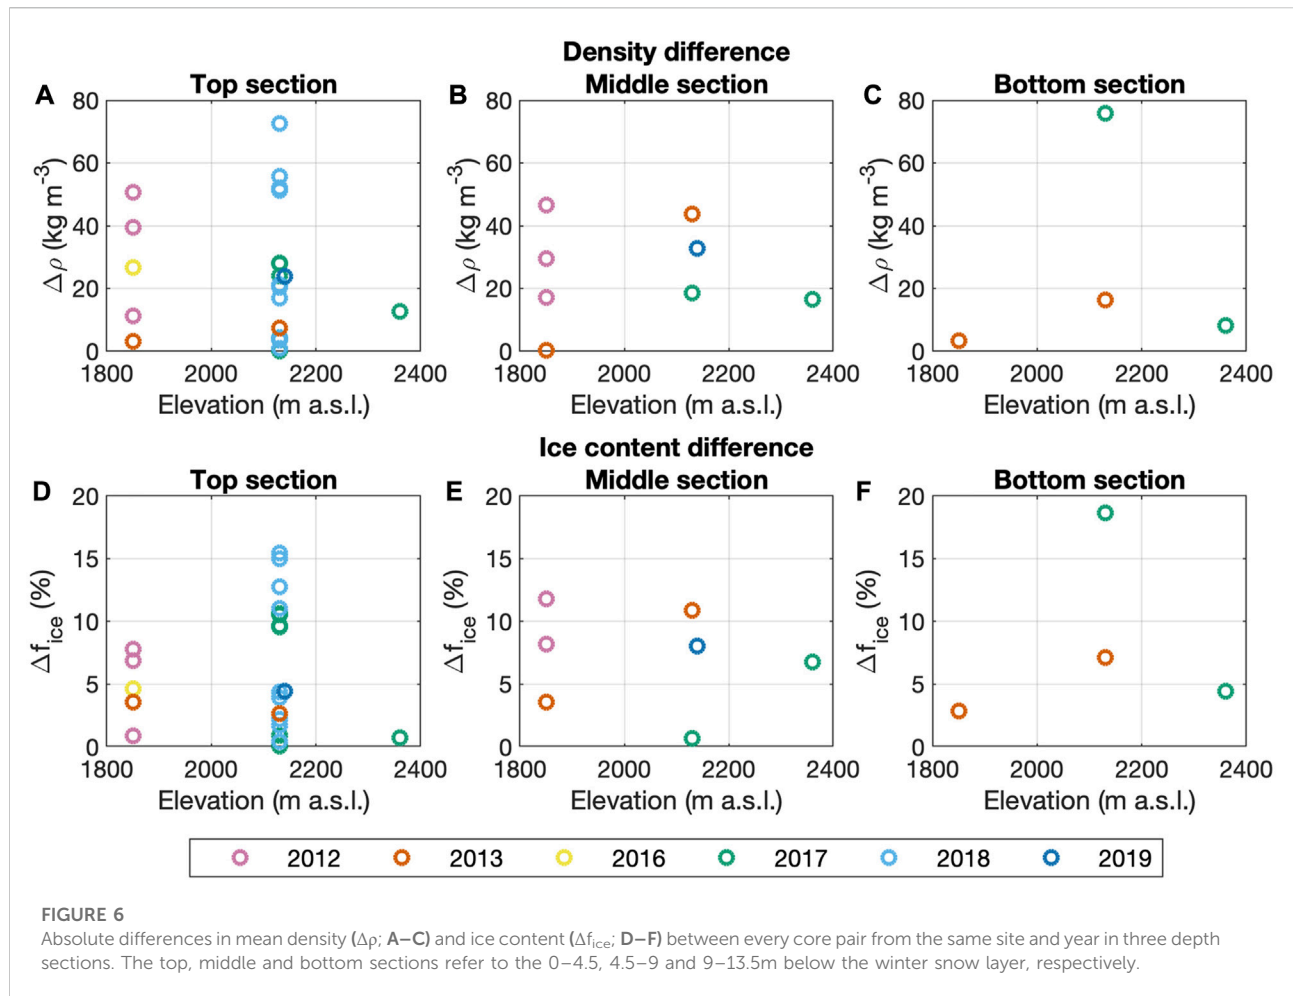 Density difference
A Top section
B Middle section
C Bottom section
80
60
40
20
0
Δρ (kg m⁻³)
1800 2000 2200 2400
Elevation (m a.s.l.)
80
60
40
20
0
Δρ (kg m⁻³)
1800 2000 2200 2400
Elevation (m a.s.l.)
80
60
40
20
0
Δρ (kg m⁻³)
1800 2000 2200 2400
Elevation (m a.s.l.)
Ice content difference
D Top section
E Middle section
F Bottom section
20
15
10
5
0
Δf_ice (%)
1800 2000 2200 2400
Elevation (m a.s.l.)
20
15
10
5
0
Δf_ice (%)
1800 2000 2200 2400
Elevation (m a.s.l.)
20
15
10
5
0
Δf_ice (%)
1800 2000 2200 2400
Elevation (m a.s.l.)
2012 2013 2016 2017 2018 2019
FIGURE 6
Absolute differences in mean density (Δρ; A–C) and ice content (Δf_ice; D–F) between every core pair from the same site and year in three depth
sections. The top, middle and bottom sections refer to the 0–4.5, 4.5–9 and 9–13.5m below the winter snow layer, respectively.